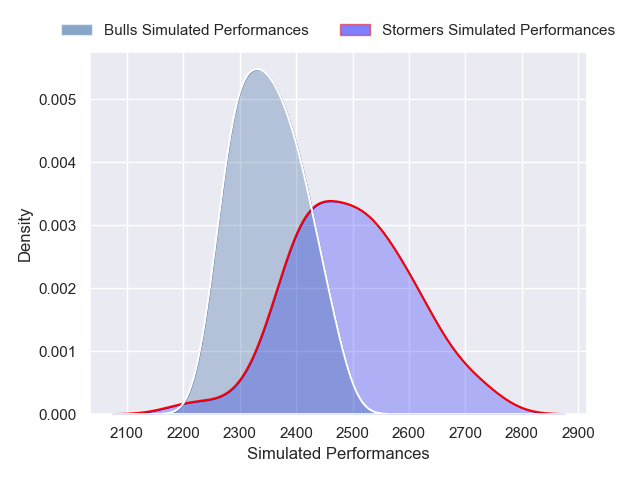 Bulls Simulated Performances Stormers Simulated Performances
0.005
0.004
0.003
0.002
0.001
0.000
Density
2100 2200 2300 2400 2500 2600 2700 2800 2900
Simulated Performances